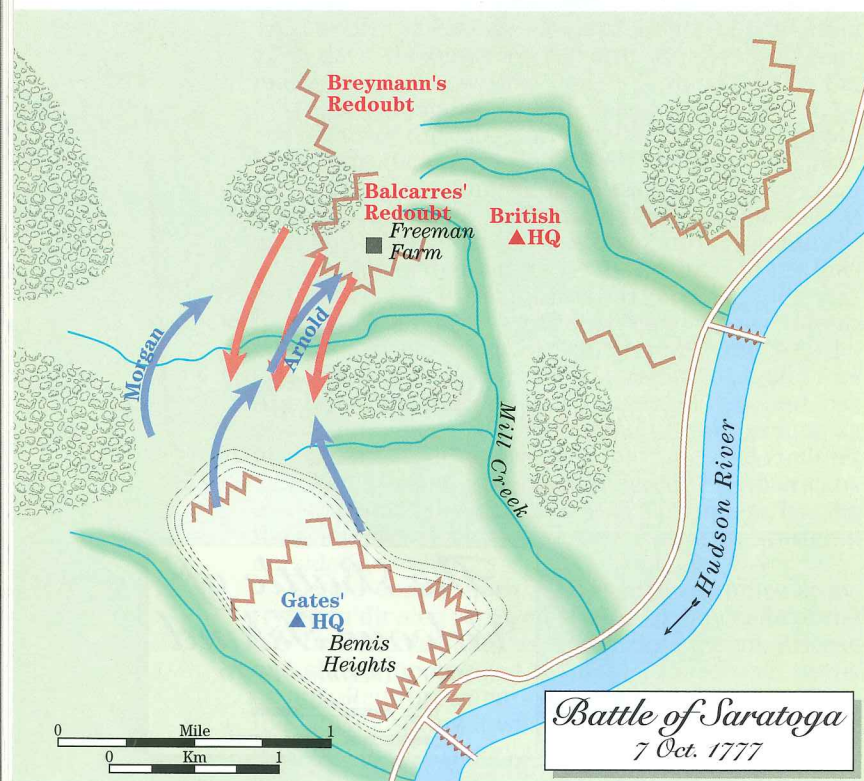 Breymann's
Redoubt
Balcarres'
Redoubt
Freeman
Farm
British
HQ
Morgan
Arnold
Mill Creek
Hudson River
Gates'
HQ
Bemis
Heights
0 Mile 1
0 Km 1
Battle of Saratoga
7 Oct. 1777